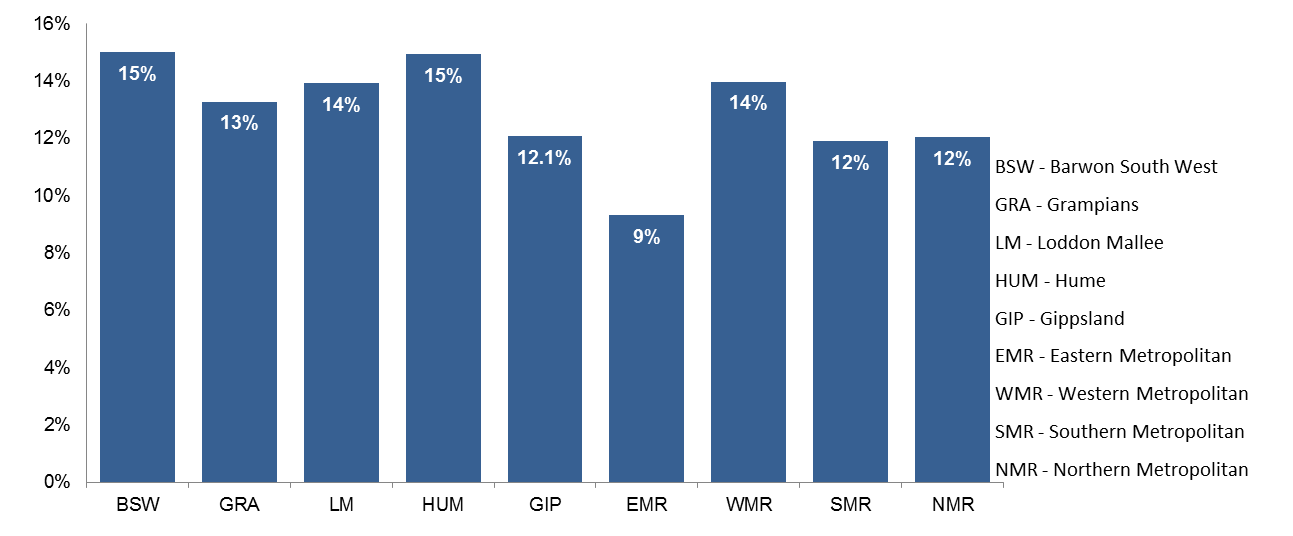 16%
14%
12%
10%
8%
6%
4%
2%
0%
15%
13%
14%
15%
12.1%
9%
14%
12%
12%
BSW
GRA
LM
HUM
GIP
EMR
WMR
SMR
NMR
BSW - Barwon South West
GRA - Grampians
LM - Loddon Mallee
HUM - Hume
GIP - Gippsland
EMR - Eastern Metropolitan
WMR - Western Metropolitan
SMR - Southern Metropolitan
NMR - Northern Metropolitan